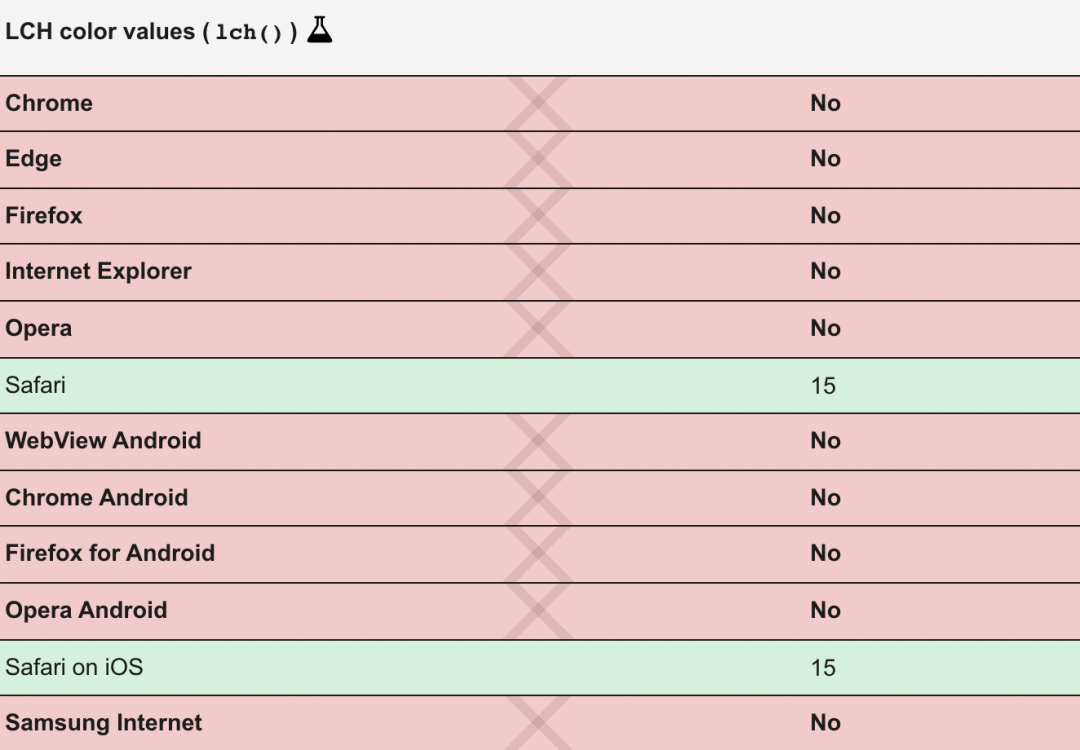 LCH color values (lch())
Chrome No
Edge No
Firefox No
Internet Explorer No
Opera No
Safari 15
WebView Android No
Chrome Android No
Firefox for Android No
Opera Android No
Safari on iOS 15
Samsung Internet No